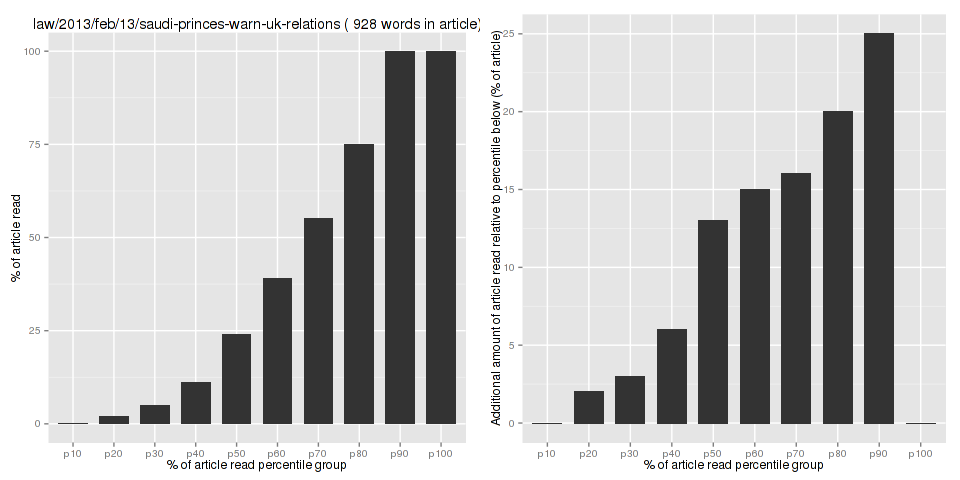 law/2013/feb/13/saudi-princes-warn-uk-relations ( 928 words in article)
100
75
50
25
0
% of article read
p10 p20 p30 p40 p50 p60 p70 p80 p90 p100
% of article read percentile group
25
20
15
10
5
0
Additional amount of article read relative to percentile below (% of article)
p10 p20 p30 p40 p50 p60 p70 p80 p90 p100
% of article read percentile group